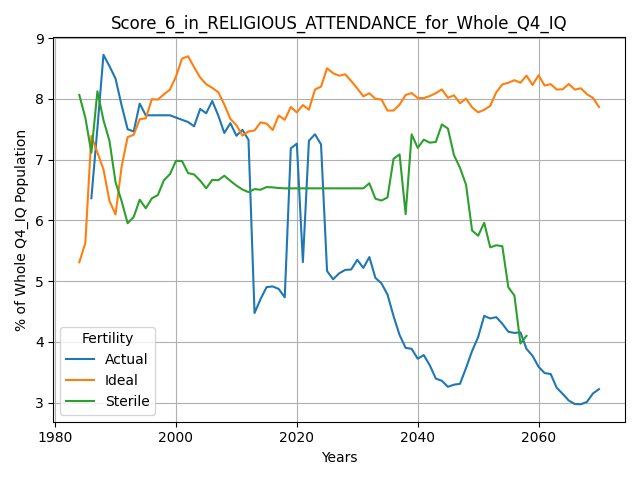 Score_6_in_RELIGIOUS_ATTENDANCE_for_Whole_Q4_IQ
% of Whole Q4_IQ Population
9
8
7
6
5
4
3
Fertility
Actual
Ideal
Sterile
1980 2000 2020 2040 2060
Years